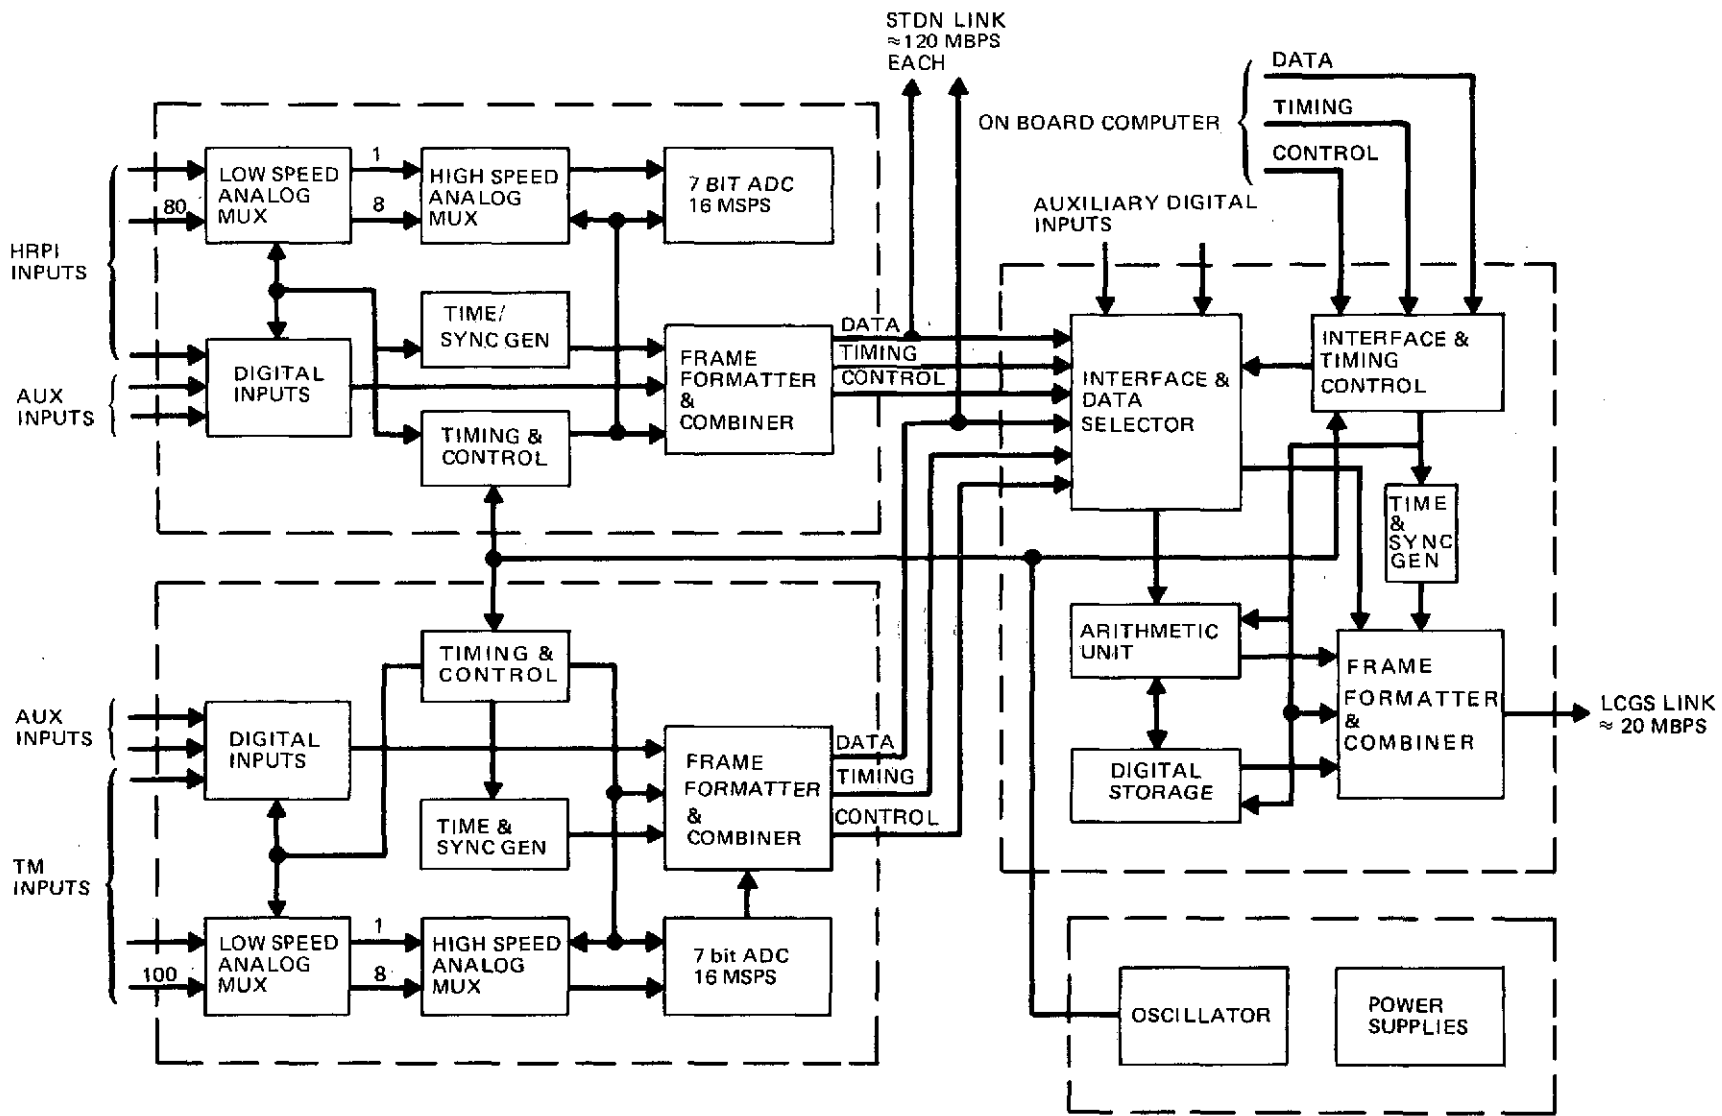 STDN LINK
≈120 MBPS
EACH
DATA
TIMING
CONTROL
ON BOARD COMPUTER
AUXILIARY DIGITAL
INPUTS
HRPI
INPUTS
80
LOW SPEED
ANALOG
MUX
1
8
HIGH SPEED
ANALOG
MUX
7 BIT ADC
16 MSPS
TIME/
SYNC GEN
AUX
INPUTS
DIGITAL
INPUTS
TIMING &
CONTROL
FRAME
FORMATTER
&
COMBINER
DATA
TIMING
CONTROL
INTERFACE &
DATA
SELECTOR
INTERFACE &
TIMING
CONTROL
TIME
&
SYNC
GEN
ARITHMETIC
UNIT
DIGITAL
STORAGE
FRAME
FORMATTER
&
COMBINER
LCGS LINK
≈ 20 MBPS
TIMING &
CONTROL
AUX
INPUTS
DIGITAL
INPUTS
TIME &
SYNC GEN
FRAME
FORMATTER
&
COMBINER
DATA
TIMING
CONTROL
TM
INPUTS
100
LOW SPEED
ANALOG
MUX
1
8
HIGH SPEED
ANALOG
MUX
7 bit ADC
16 MSPS
OSCILLATOR
POWER
SUPPLIES